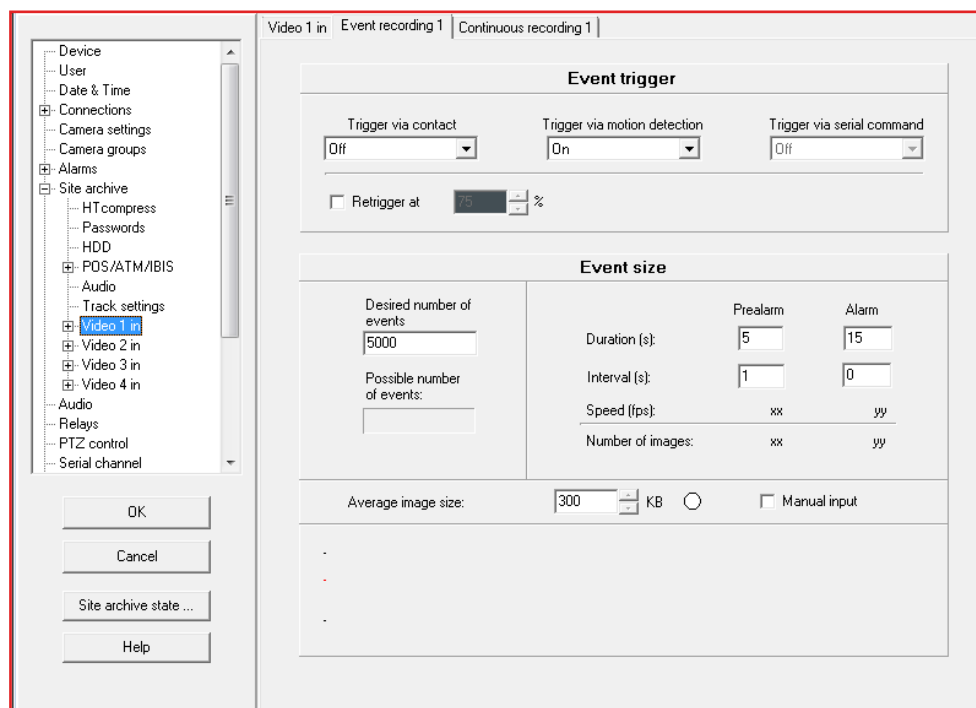 Device
User
Date & Time
Connections
Camera settings
Camera groups
Alarms
Site archive
HTcompress
Passwords
HDD
POS/ATM/IBIS
Audio
Track settings
Video 1 in
Video 2 in
Video 3 in
Video 4 in
Audio
Relays
PTZ control
Serial channel
OK
Cancel
Site archive state ...
Help
Video 1 in Event recording 1 Continuous recording 1
Event trigger
Trigger via contact Trigger via motion detection Trigger via serial command
Off On Off
Retrigger at 75 %
Event size
Desired number of
events
5000
Possible number
of events:
Prealarm Alarm
Duration (s): 5 15
Interval (s): 1 0
Speed (fps): xx yy
Number of images: xx yy
Average image size: 300 KB Manual input
-
-
-